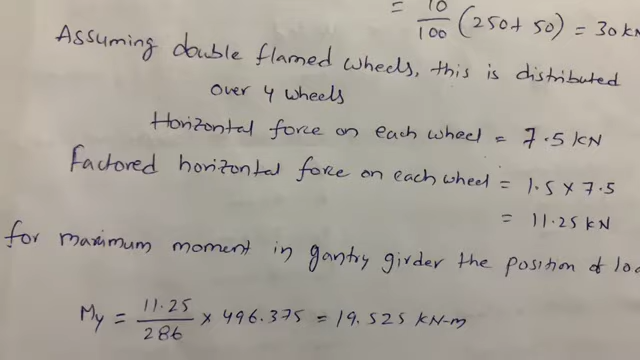 = 10/100 (250+50) = 30 kN
Assuming double flamed wheels, this is distributed
over 4 wheels
Horizontal force on each wheel = 7.5 kN
Factored horizontal force on each wheel = 1.5 x 7.5
= 11.25 kN
for maximum moment in gantry girder the position of loa
My = 11.25/286 x 496.375 = 19.525 kN-m